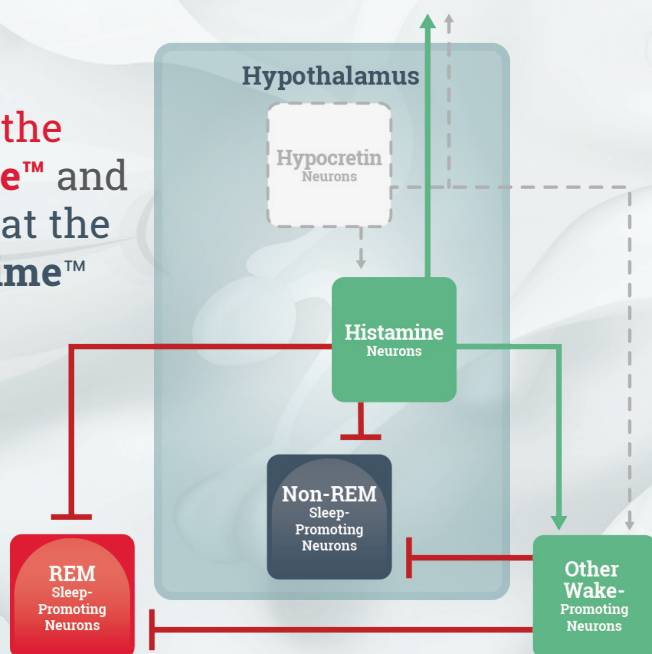 Hypothalamus
the
e™ and
at the
ime™
Hypocretin
Neurons
Histamine
Neurons
Non-REM
Sleep-
Promoting
Neurons
REM
Sleep-
Promoting
Neurons
Other
Wake-
Promoting
Neurons